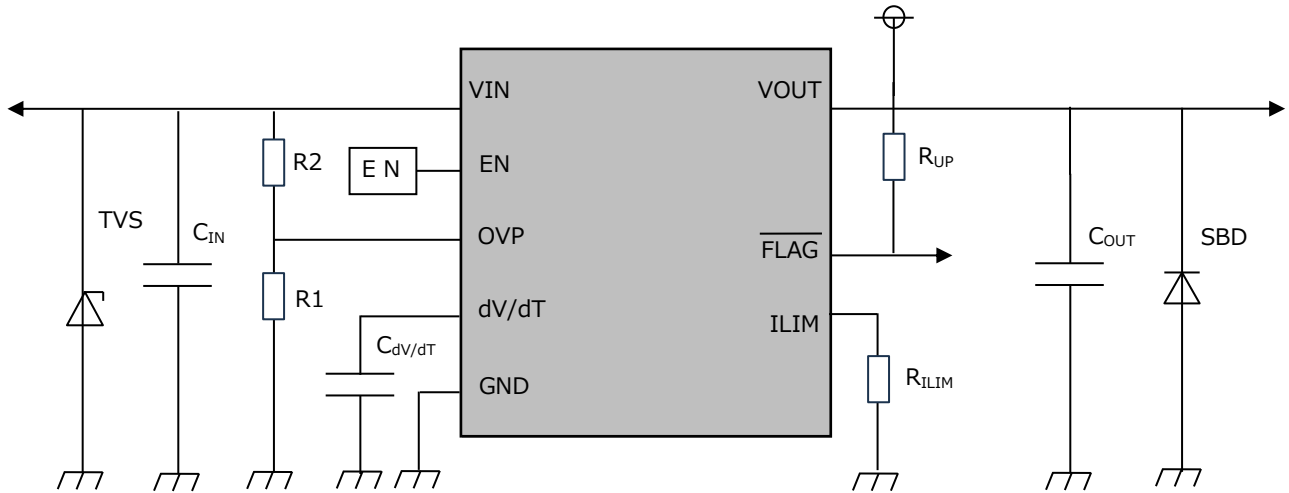 VIN
VOUT
R2
E N
EN
RUP
TVS
CIN
OVP
FLAG
COUT
SBD
R1
dV/dT
ILIM
CdV/dT
RILIM
GND